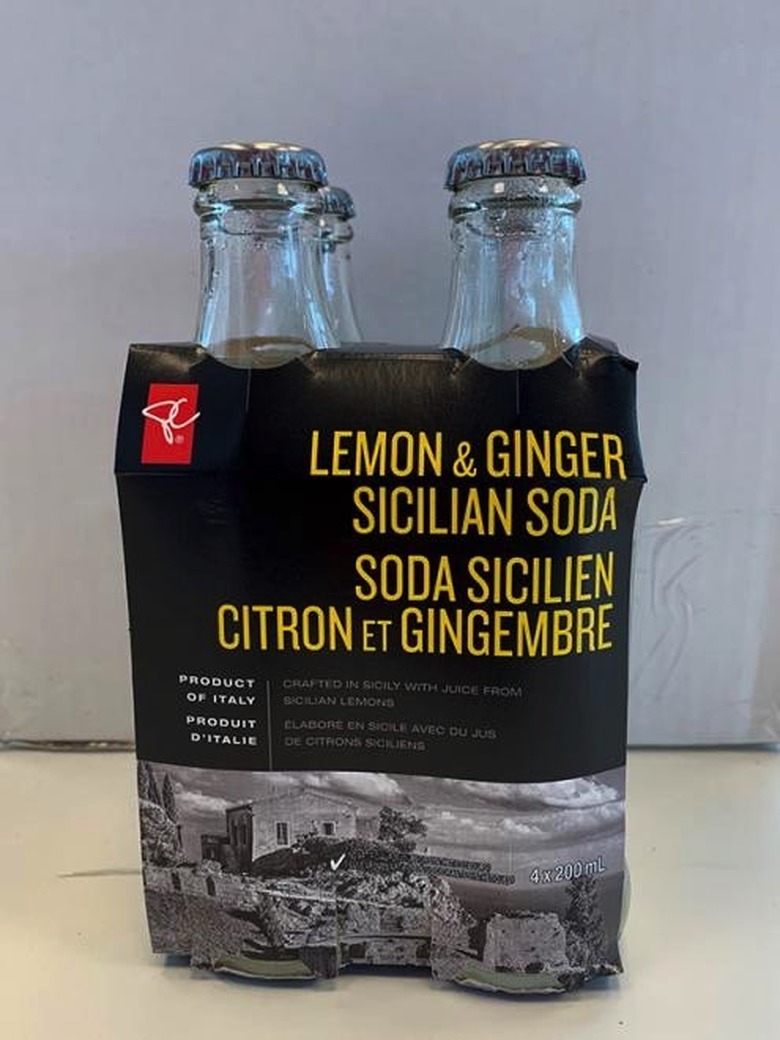 PC
LEMON & GINGER
SICILIAN SODA
SODA SICILIEN
CITRON ET GINGEMBRE
PRODUCT
OF ITALY
CRAFTED IN SICILY WITH JUICE FROM
SICILIAN LEMONS
PRODUIT
D'ITALIE
ÉLABORÉ EN SICILE AVEC DU JUS
DE CITRONS SICILIENS
4 x 200 mL